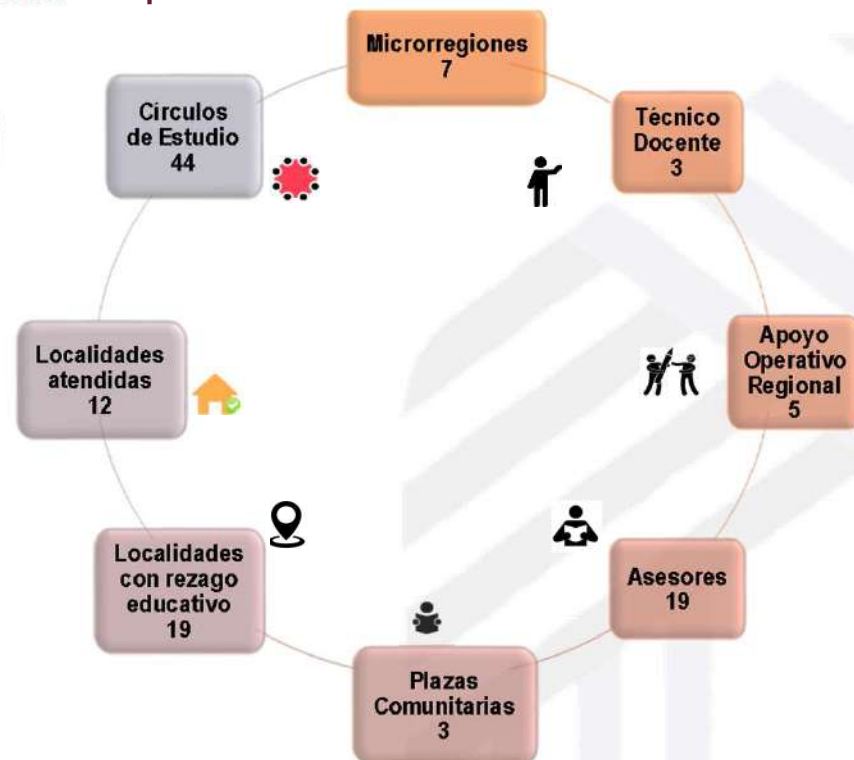 Microrregiones
7
Técnico
Docente
3
Apoyo
Operativo
Regional
5
Asesores
19
Plazas
Comunitarias
3
Localidades
con rezago
educativo
19
Localidades
atendidas
12
Círculos
de Estudio
44